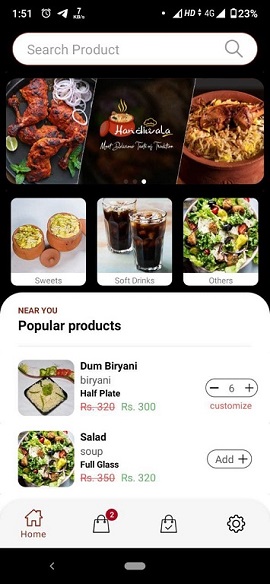 1:51 7 KB/s HD 4G 23%
Search Product
Handiwala
Most Delicious Taste of Tradition
Sweets Soft Drinks Others
NEAR YOU
Popular products
Dum Biryani
biryani
Half Plate
Rs. 320 Rs. 300
6
customize
Salad
soup
Full Glass
Rs. 350 Rs. 320
Add +
2
Home